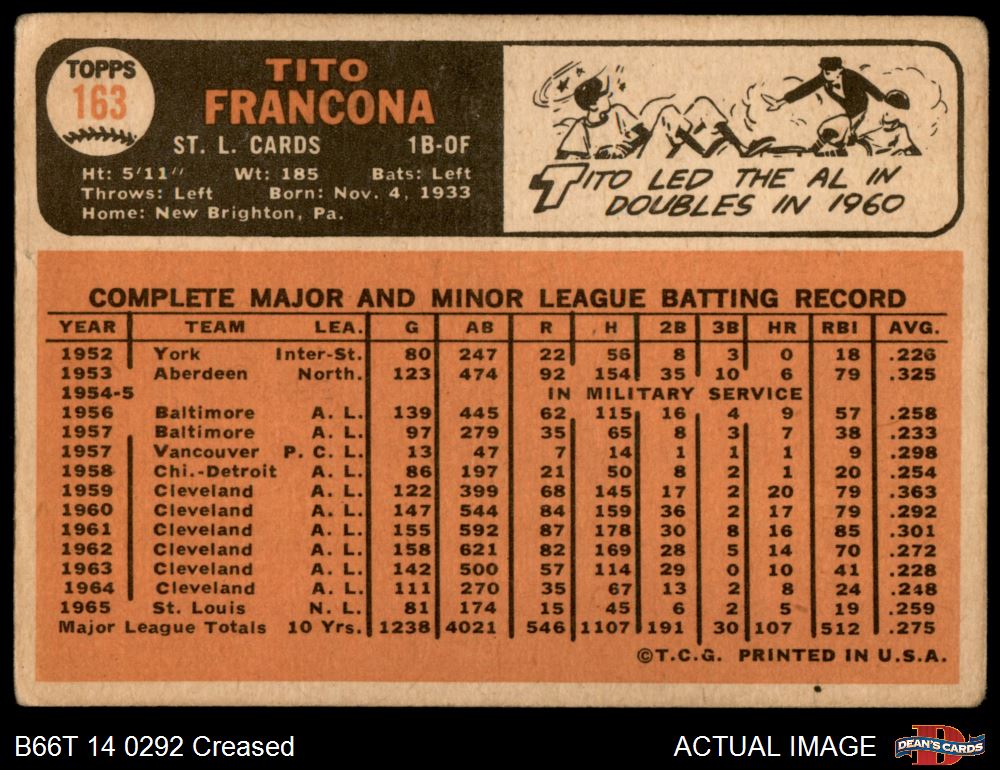 TOPPS
163
TITO
FRANCONA
ST. L. CARDS 1B-OF
Ht: 5'11" Wt: 185 Bats: Left
Throws: Left Born: Nov. 4, 1933
Home: New Brighton, Pa.
TITO LED THE AL IN
DOUBLES IN 1960
COMPLETE MAJOR AND MINOR LEAGUE BATTING RECORD
YEAR TEAM LEA. G AB R H 2B 3B HR RBI AVG.
1952 York Inter-St. 80 247 22 56 8 3 0 18 .226
1953 Aberdeen North. 123 474 92 154 35 10 6 79 .325
1954-5 IN MILITARY SERVICE
1956 Baltimore A. L. 139 445 62 115 16 4 9 57 .258
1957 Baltimore A. L. 97 279 35 65 8 3 7 38 .233
1957 Vancouver P. C. L. 13 47 7 14 1 1 1 9 .298
1958 Chi.-Detroit A. L. 86 197 21 50 8 2 1 20 .254
1959 Cleveland A. L. 122 399 68 145 17 2 20 79 .363
1960 Cleveland A. L. 147 544 84 159 36 2 17 79 .292
1961 Cleveland A. L. 155 592 87 178 30 8 16 85 .301
1962 Cleveland A. L. 158 621 82 169 28 5 14 70 .272
1963 Cleveland A. L. 142 500 57 114 29 0 10 41 .228
1964 Cleveland A. L. 111 270 35 67 13 2 8 24 .248
1965 St. Louis N. L. 81 174 15 45 6 2 5 19 .259
Major League Totals 10 Yrs. 1238 4021 546 1107 191 30 107 512 .275
©T.C.G. PRINTED IN U.S.A.
B66T 14 0292 Creased
ACTUAL IMAGE
DEAN'S CARDS